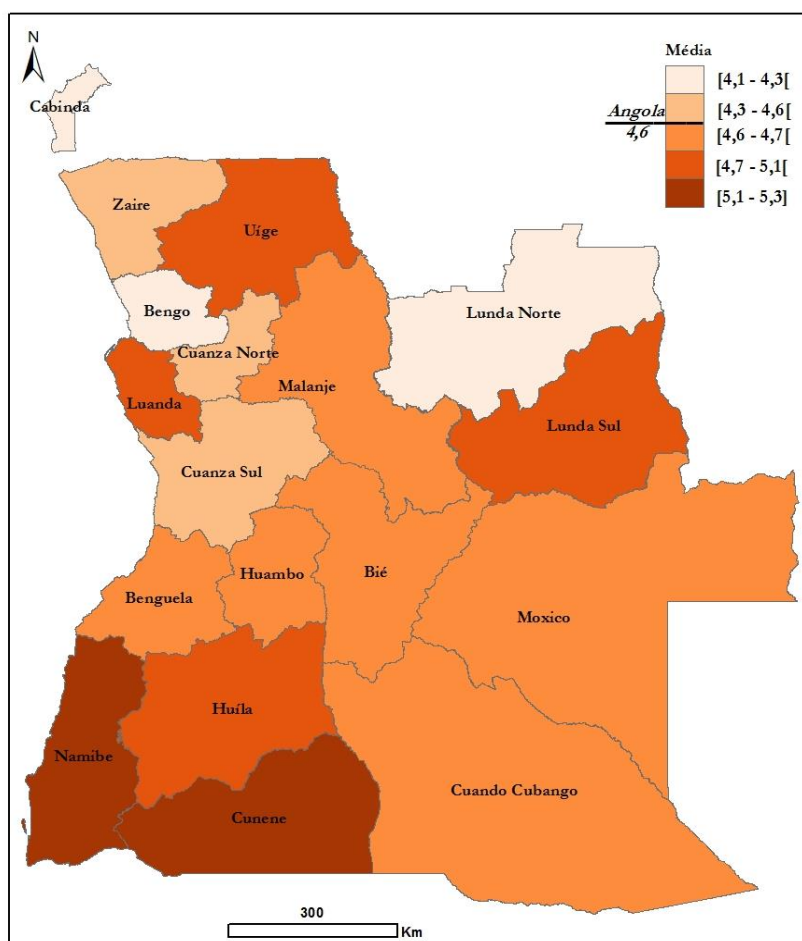 N
Média
[4,1 - 4,3[
[4,3 - 4,6[
Angola
4,6
[4,6 - 4,7[
[4,7 - 5,1[
[5,1 - 5,3]
Cabinda
Zaire
Uíge
Bengo
Lunda Norte
Cuanza Norte
Malanje
Luanda
Lunda Sul
Cuanza Sul
Huambo
Bié
Benguela
Moxico
Huíla
Namibe
Cuando Cubango
Cunene
300
Km